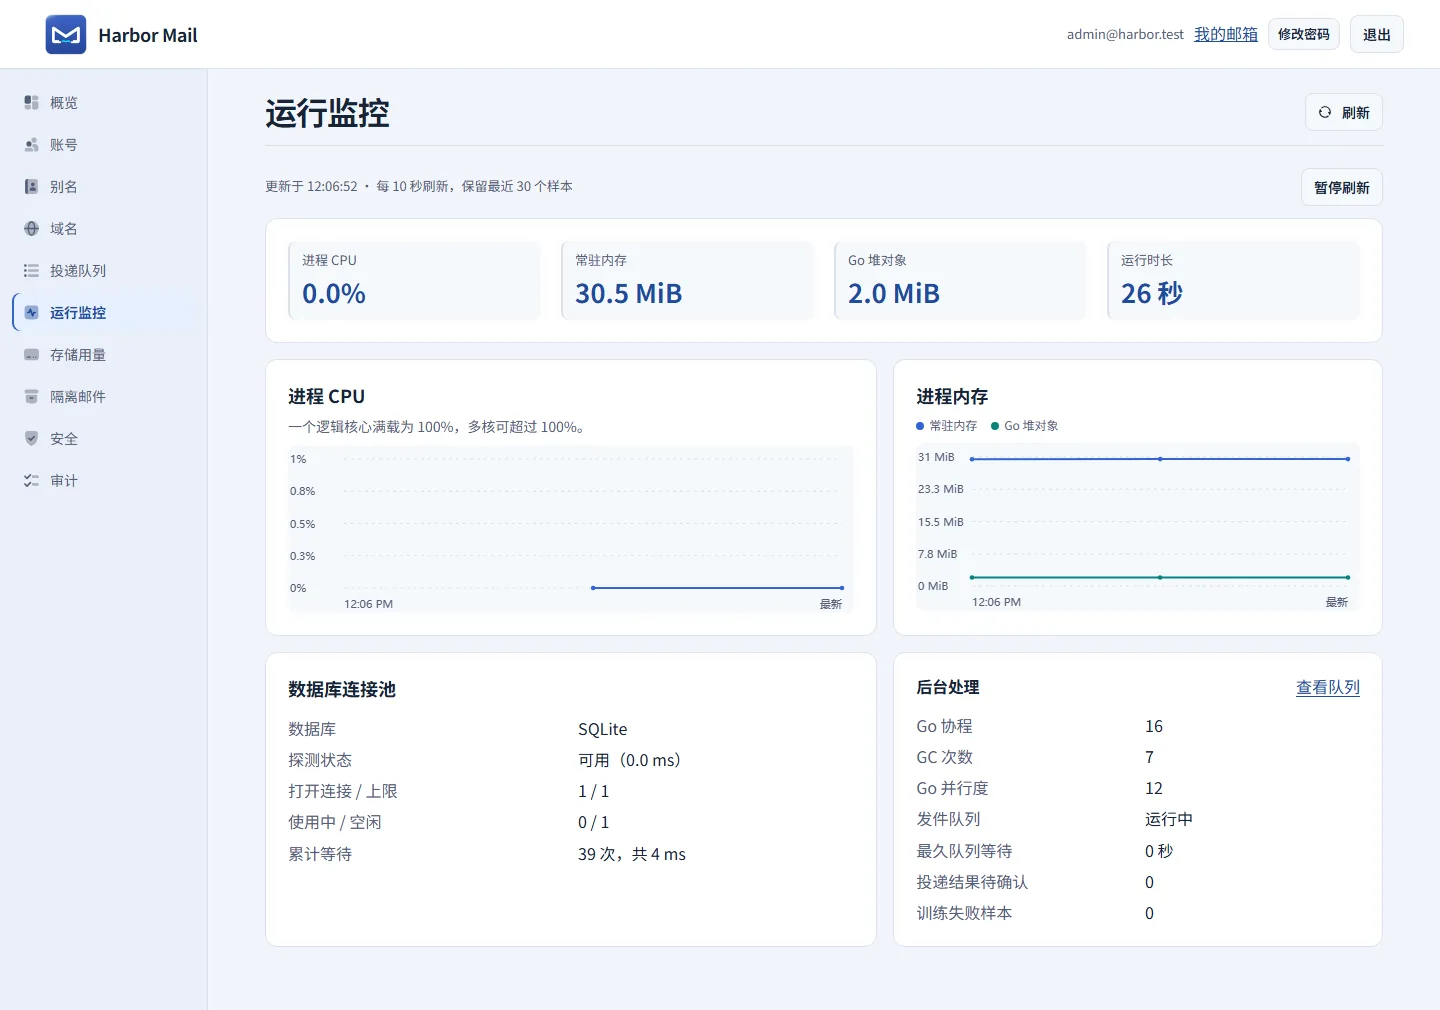 Harbor Mail
admin@harbor.test 我的邮箱 修改密码 退出
概览
账号
别名
域名
投递队列
运行监控
存储用量
隔离邮件
安全
审计
运行监控
刷新
更新于 12:06:52 · 每 10 秒刷新，保留最近 30 个样本
暂停刷新
进程 CPU
0.0%
常驻内存
30.5 MiB
Go 堆对象
2.0 MiB
运行时长
26 秒
进程 CPU
一个逻辑核心满载为 100%，多核可超过 100%。
1%
0.8%
0.5%
0.3%
0%
12:06 PM 最新
进程内存
常驻内存 Go 堆对象
31 MiB
23.3 MiB
15.5 MiB
7.8 MiB
0 MiB
12:06 PM 最新
数据库连接池
数据库 SQLite
探测状态 可用（0.0 ms）
打开连接 / 上限 1 / 1
使用中 / 空闲 0 / 1
累计等待 39 次，共 4 ms
后台处理 查看队列
Go 协程 16
GC 次数 7
Go 并行度 12
发件队列 运行中
最久队列等待 0 秒
投递结果待确认 0
训练失败样本 0